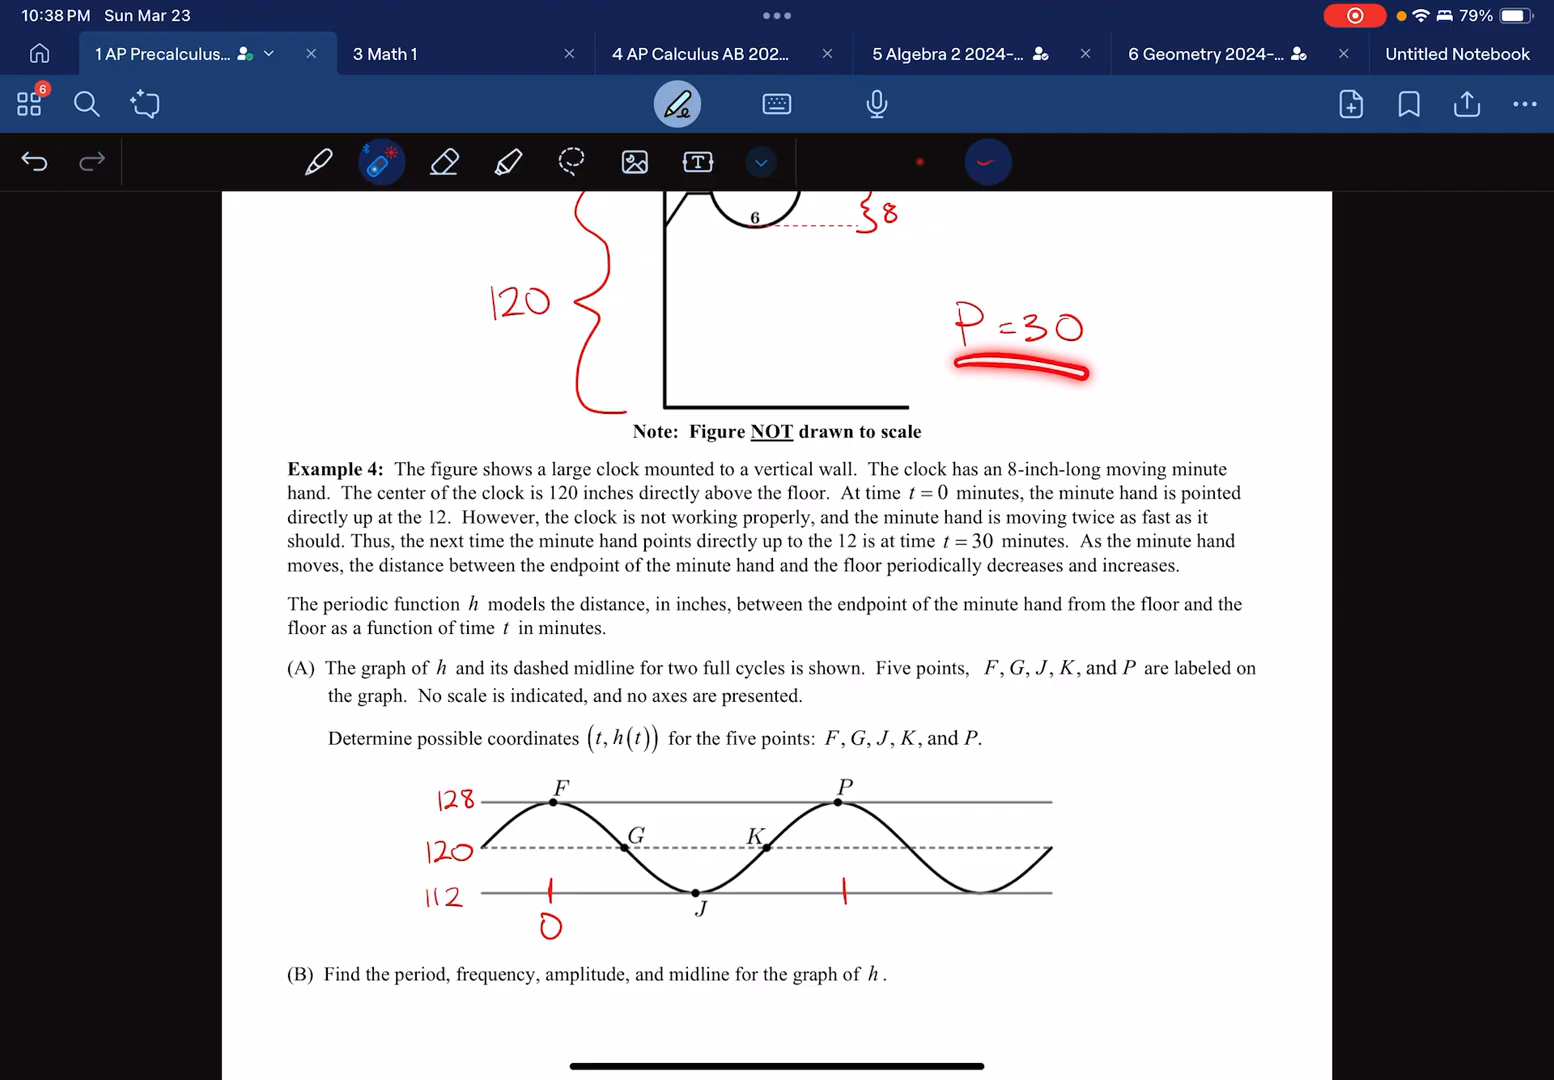 10:38 PM Sun Mar 23
79%
1 AP Precalculus...
3 Math 1
4 AP Calculus AB 202...
5 Algebra 2 2024-...
6 Geometry 2024-...
Untitled Notebook
6
T
6
8
120
P = 30
Note: Figure NOT drawn to scale
Example 4: The figure shows a large clock mounted to a vertical wall. The clock has an 8-inch-long moving minute
hand. The center of the clock is 120 inches directly above the floor. At time t = 0 minutes, the minute hand is pointed
directly up at the 12. However, the clock is not working properly, and the minute hand is moving twice as fast as it
should. Thus, the next time the minute hand points directly up to the 12 is at time t = 30 minutes. As the minute hand
moves, the distance between the endpoint of the minute hand and the floor periodically decreases and increases.
The periodic function h models the distance, in inches, between the endpoint of the minute hand from the floor and the
floor as a function of time t in minutes.
(A) The graph of h and its dashed midline for two full cycles is shown. Five points, F, G, J, K, and P are labeled on
the graph. No scale is indicated, and no axes are presented.
Determine possible coordinates (t, h(t)) for the five points: F, G, J, K, and P.
F
P
128
G
K
120
112
J
0
(B) Find the period, frequency, amplitude, and midline for the graph of h.